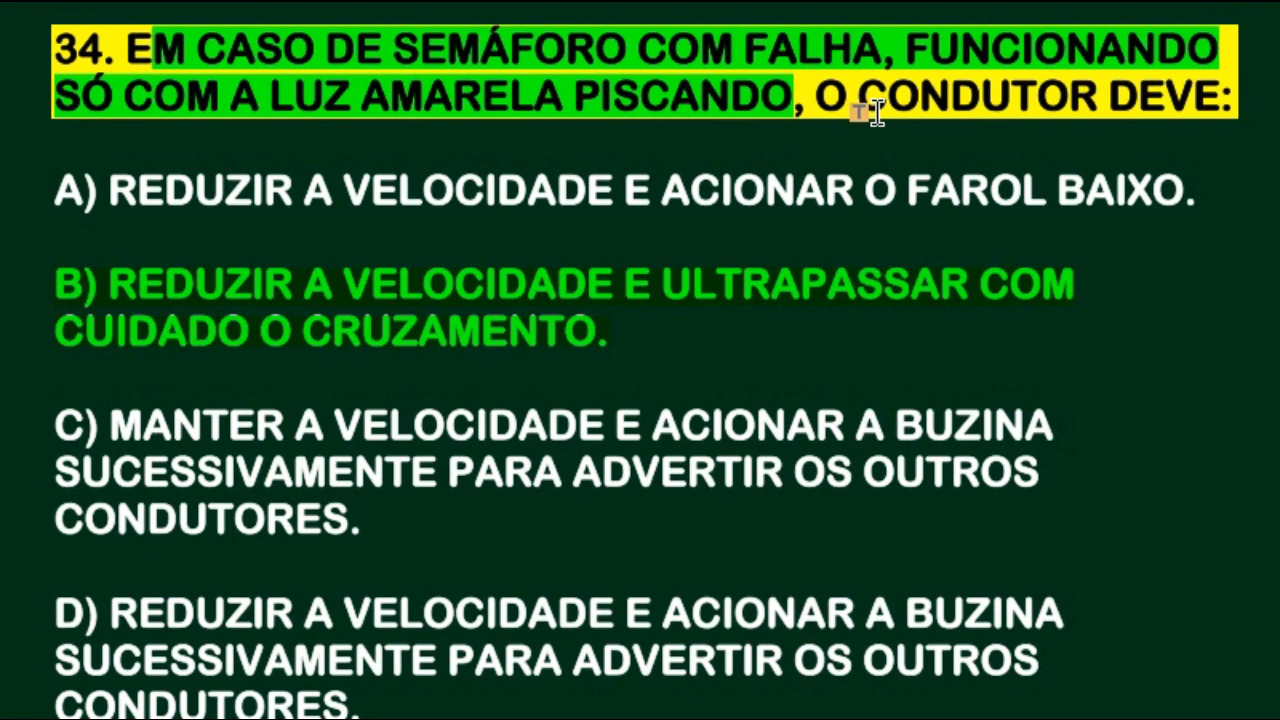 34. EM CASO DE SEMÁFORO COM FALHA, FUNCIONANDO
SÓ COM A LUZ AMARELA PISCANDO, O CONDUTOR DEVE:
A) REDUZIR A VELOCIDADE E ACIONAR O FAROL BAIXO.
B) REDUZIR A VELOCIDADE E ULTRAPASSAR COM
CUIDADO O CRUZAMENTO.
C) MANTER A VELOCIDADE E ACIONAR A BUZINA
SUCESSIVAMENTE PARA ADVERTIR OS OUTROS
CONDUTORES.
D) REDUZIR A VELOCIDADE E ACIONAR A BUZINA
SUCESSIVAMENTE PARA ADVERTIR OS OUTROS
CONDUTORES.